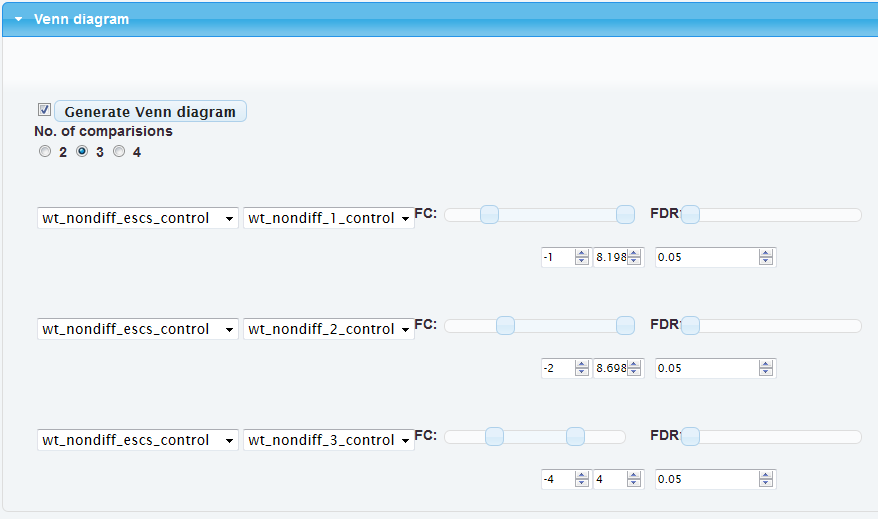 Venn diagram
Generate Venn diagram
No. of comparisions
2 3 4
wt_nondiff_escs_control wt_nondiff_1_control FC: FDR:
-1 8.198 0.05
wt_nondiff_escs_control wt_nondiff_2_control FC: FDR:
-2 8.698 0.05
wt_nondiff_escs_control wt_nondiff_3_control FC: FDR:
-4 4 0.05